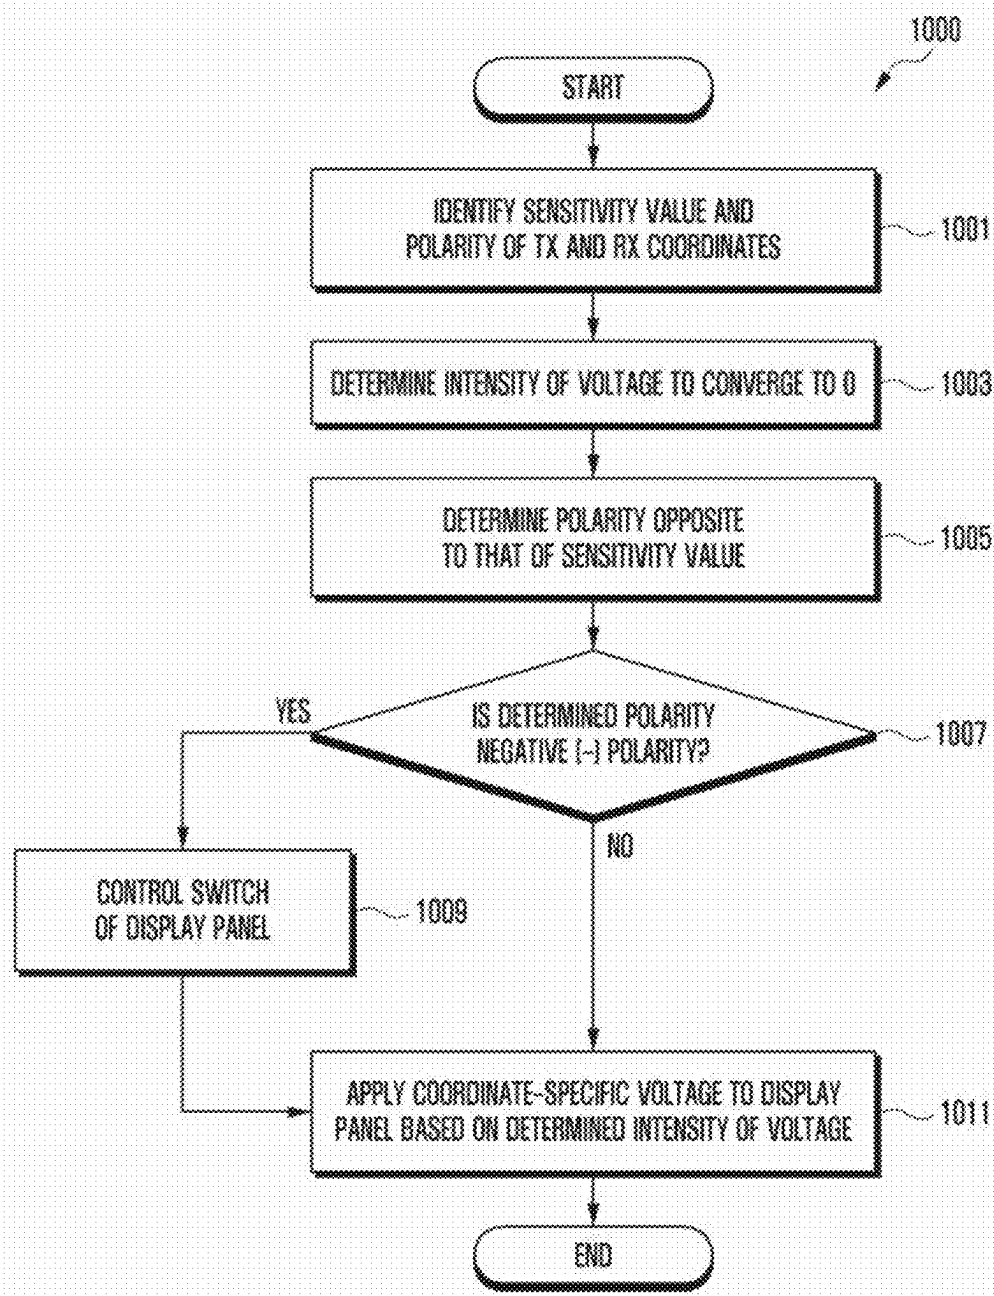 1000
START
IDENTIFY SENSITIVITY VALUE AND
POLARITY OF TX AND RX COORDINATES
1001
DETERMINE INTENSITY OF VOLTAGE TO CONVERGE TO 0
1003
DETERMINE POLARITY OPPOSITE
TO THAT OF SENSITIVITY VALUE
1005
IS DETERMINED POLARITY
NEGATIVE (-) POLARITY?
1007
YES
NO
CONTROL SWITCH
OF DISPLAY PANEL
1009
APPLY COORDINATE-SPECIFIC VOLTAGE TO DISPLAY
PANEL BASED ON DETERMINED INTENSITY OF VOLTAGE
1011
END